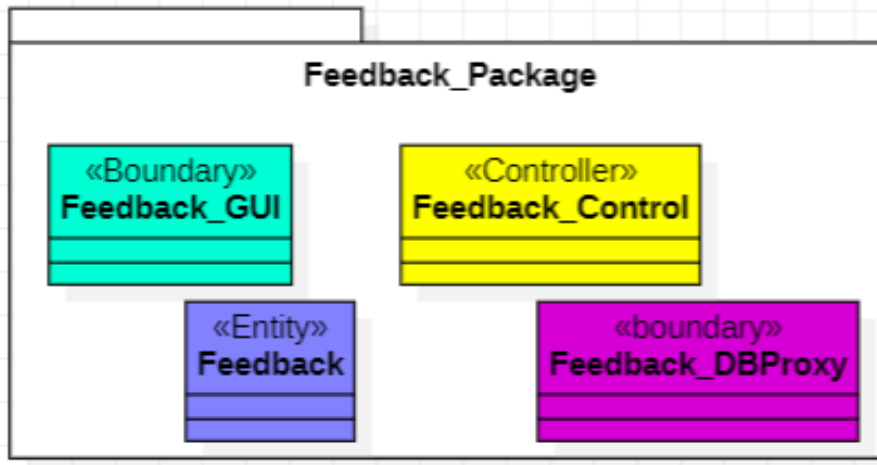 Feedback_Package
«Boundary»
Feedback_GUI
«Controller»
Feedback_Control
«Entity»
Feedback
«boundary»
Feedback_DBProxy